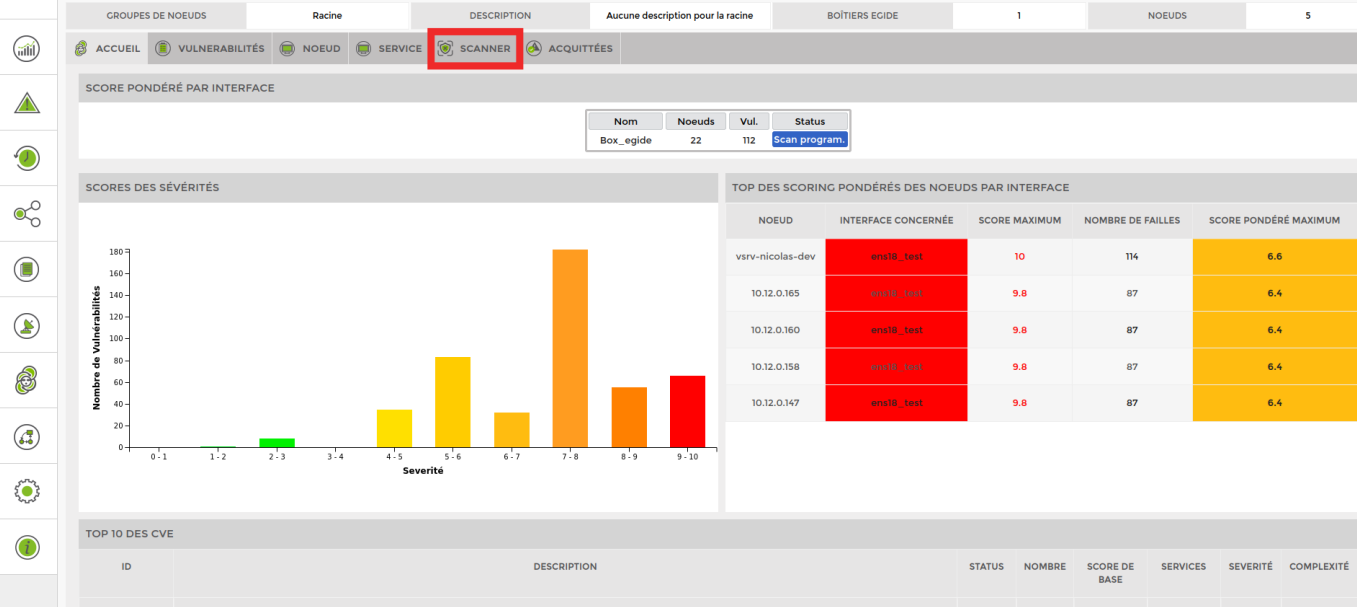 GROUPES DE NOEUDS Racine DESCRIPTION Aucune description pour la racine BOÎTIERS EGIDE 1 NOEUDS 5
ACCUEIL VULNERABILITÉS NOEUD SERVICE SCANNER ACQUITTÉES
SCORE PONDÉRÉ PAR INTERFACE
Nom Noeuds Vul. Status
Box_egide 22 112 Scan program.
SCORES DES SÉVÉRITÉS
180
160
140
120
100
80
60
40
20
0
Nombre de Vulnérabilités
0 - 1 1 - 2 2 - 3 3 - 4 4 - 5 5 - 6 6 - 7 7 - 8 8 - 9 9 - 10
Severité
TOP DES SCORING PONDÉRÉS DES NOEUDS PAR INTERFACE
NOEUD INTERFACE CONCERNÉE SCORE MAXIMUM NOMBRE DE FAILLES SCORE PONDÉRÉ MAXIMUM
vsrv-nicolas-dev ens18_test 10 114 6.6
10.12.0.165 ens18_test 9.8 87 6.4
10.12.0.160 ens18_test 9.8 87 6.4
10.12.0.158 ens18_test 9.8 87 6.4
10.12.0.147 ens18_test 9.8 87 6.4
TOP 10 DES CVE
ID DESCRIPTION STATUS NOMBRE SCORE DE BASE SERVICES SEVERITÉ COMPLEXITÉ